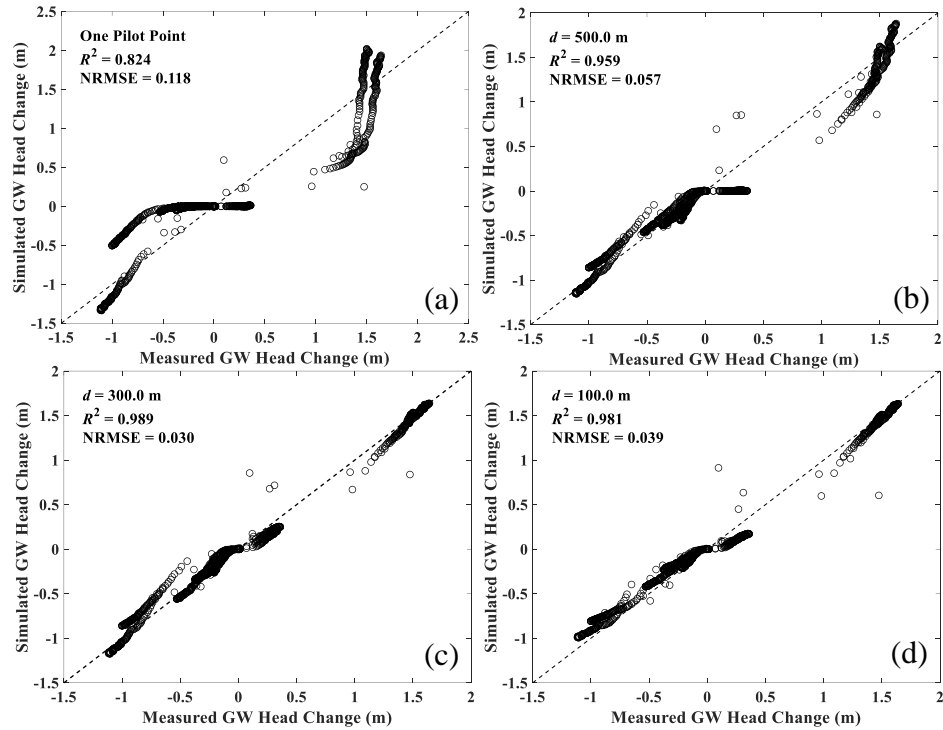 One Pilot Point
R² = 0.824
NRMSE = 0.118
2.5
2
1.5
1
0.5
0
-0.5
-1
-1.5
-1.5 -1 -0.5 0 0.5 1 1.5 2 2.5
Simulated GW Head Change (m)
Measured GW Head Change (m)
(a)
d = 500.0 m
R² = 0.959
NRMSE = 0.057
2
1.5
1
0.5
0
-0.5
-1
-1.5
-1.5 -1 -0.5 0 0.5 1 1.5 2
Simulated GW Head Change (m)
Measured GW Head Change (m)
(b)
d = 300.0 m
R² = 0.989
NRMSE = 0.030
2
1.5
1
0.5
0
-0.5
-1
-1.5
-1.5 -1 -0.5 0 0.5 1 1.5 2
Simulated GW Head Change (m)
Measured GW Head Change (m)
(c)
d = 100.0 m
R² = 0.981
NRMSE = 0.039
2
1.5
1
0.5
0
-0.5
-1
-1.5
-1.5 -1 -0.5 0 0.5 1 1.5 2
Simulated GW Head Change (m)
Measured GW Head Change (m)
(d)